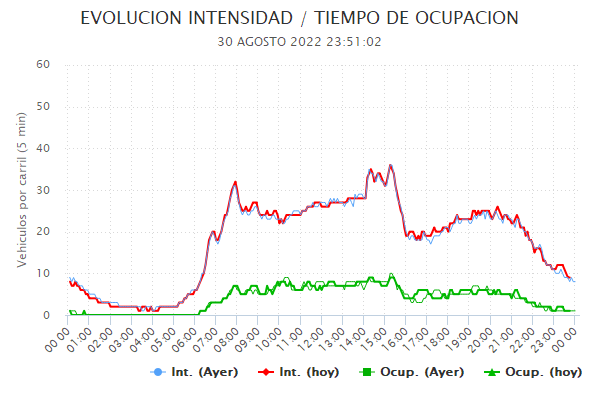 EVOLUCION INTENSIDAD / TIEMPO DE OCUPACION
30 AGOSTO 2022 23:51:02
Vehiculos por carril (5 min)
60
50
40
30
20
10
0
00:00 01:00 02:00 03:00 04:00 05:00 06:00 07:00 08:00 09:00 10:00 11:00 12:00 13:00 14:00 15:00 16:00 17:00 18:00 19:00 20:00 21:00 22:00 23:00 00:00
Int. (Ayer) Int. (hoy) Ocup. (Ayer) Ocup. (hoy)